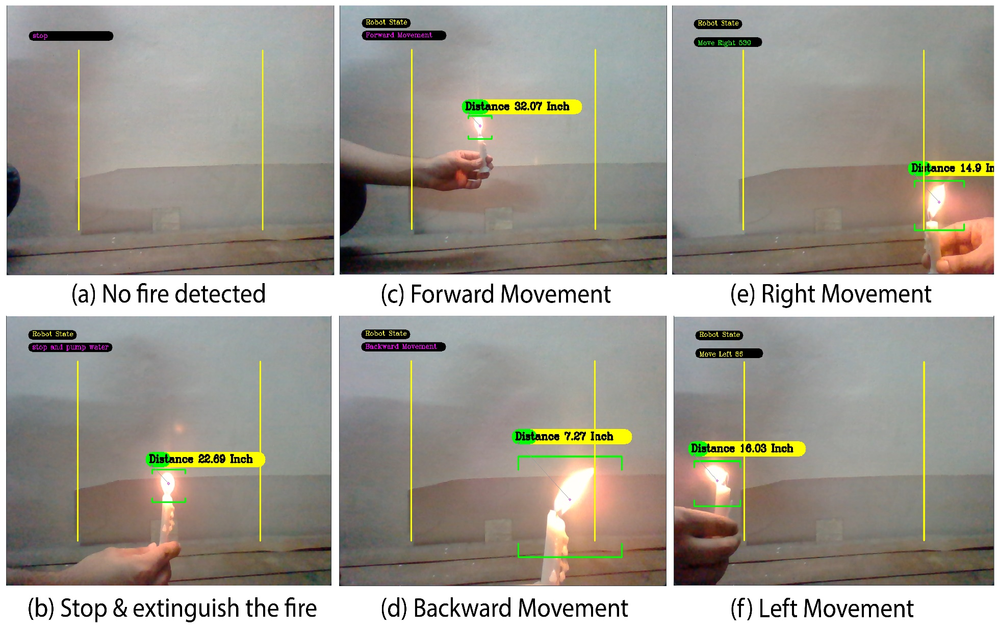 stop
(a) No fire detected
Robot State
Forward Movement
Distance 32.07 Inch
(c) Forward Movement
Robot State
Move Right 530
Distance 14.9 In
(e) Right Movement
Robot State
stop and pump water
Distance 22.69 Inch
(b) Stop & extinguish the fire
Robot State
Backward Movement
Distance 7.27 Inch
(d) Backward Movement
Robot State
Move Left 86
Distance 16.03 Inch
(f) Left Movement